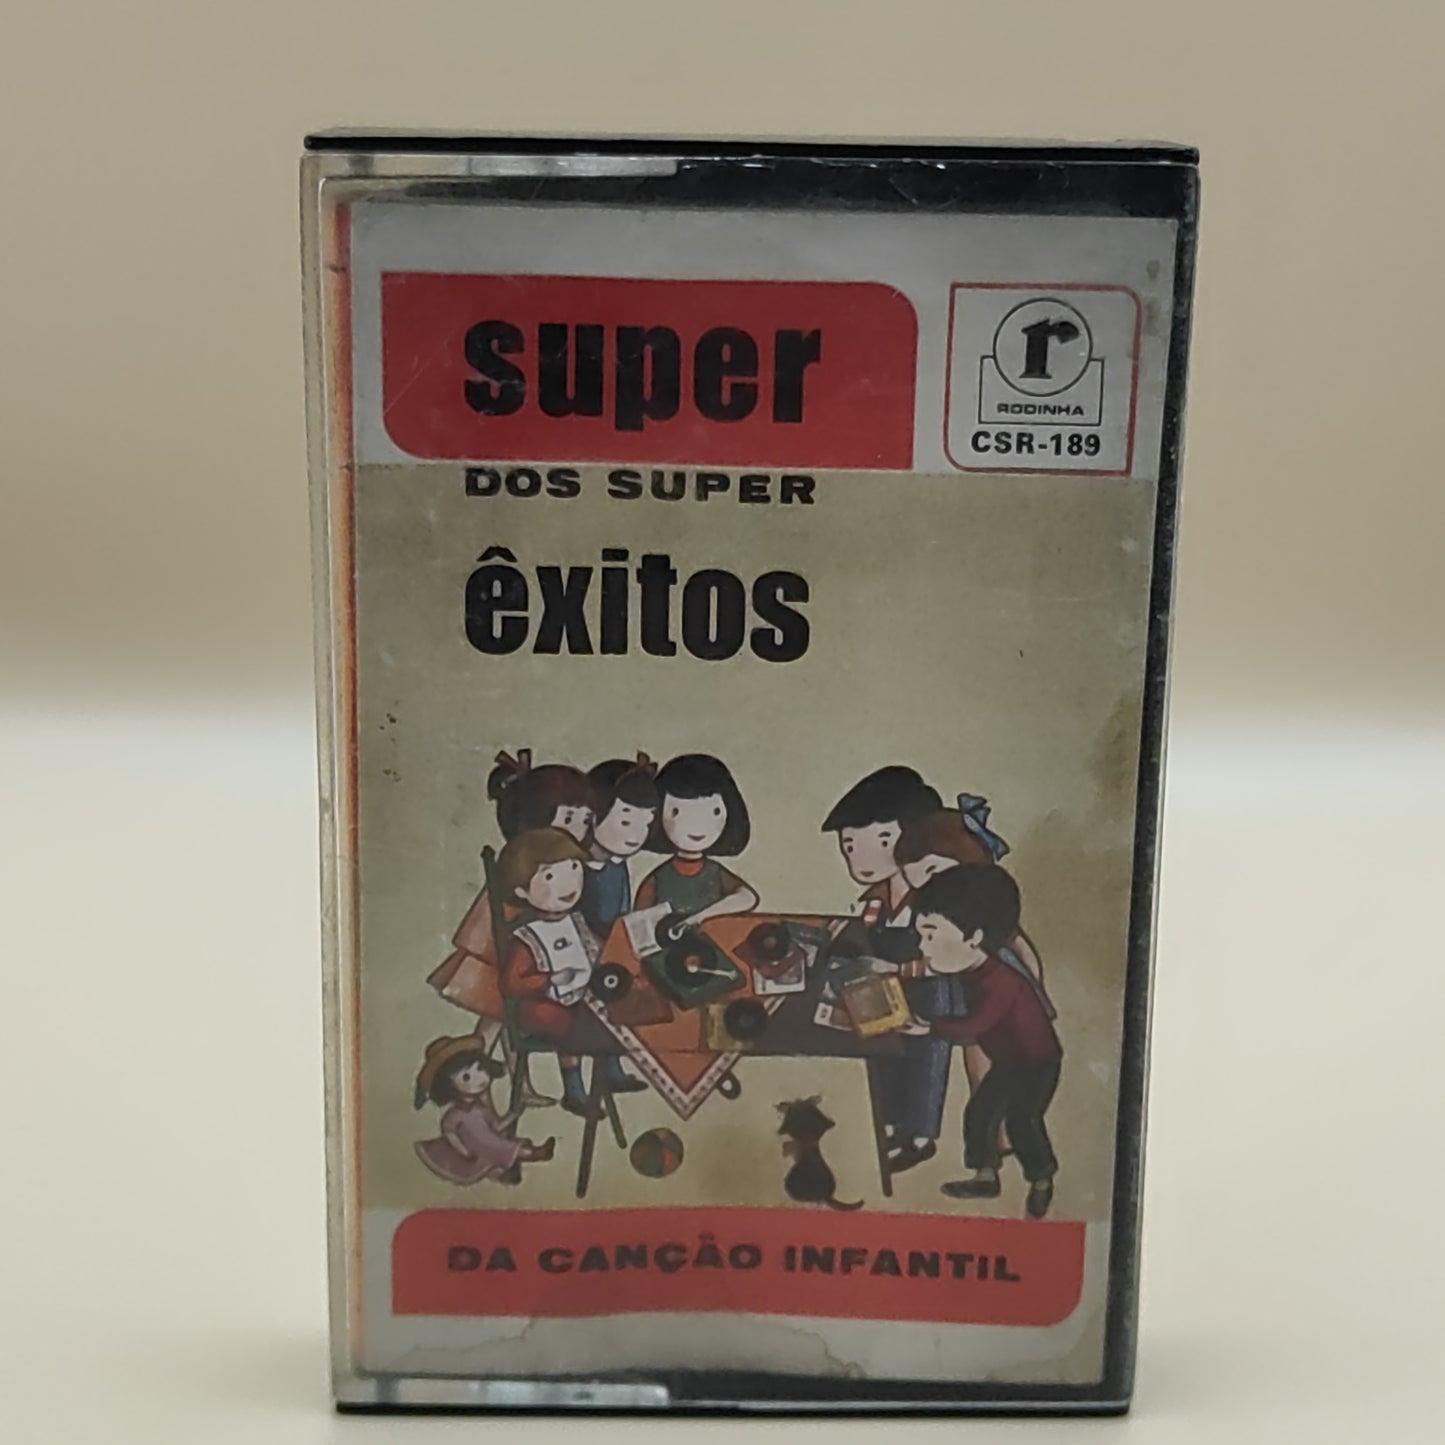 super
DOS SUPER
êxitos
r
RODINHA
CSR-189
DA CANÇÃO INFANTIL